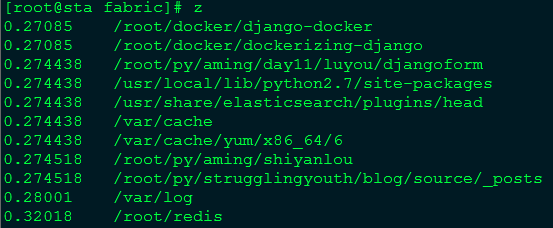 [root@sta fabric]# z
0.27085    /root/docker/django-docker
0.27085    /root/docker/dockerizing-django
0.274438   /root/py/aming/day11/luyou/djangoform
0.274438   /usr/local/lib/python2.7/site-packages
0.274438   /usr/share/elasticsearch/plugins/head
0.274438   /var/cache
0.274438   /var/cache/yum/x86_64/6
0.274518   /root/py/aming/shiyanlou
0.274518   /root/py/strugglingyouth/blog/source/_posts
0.28001    /var/log
0.32018    /root/redis